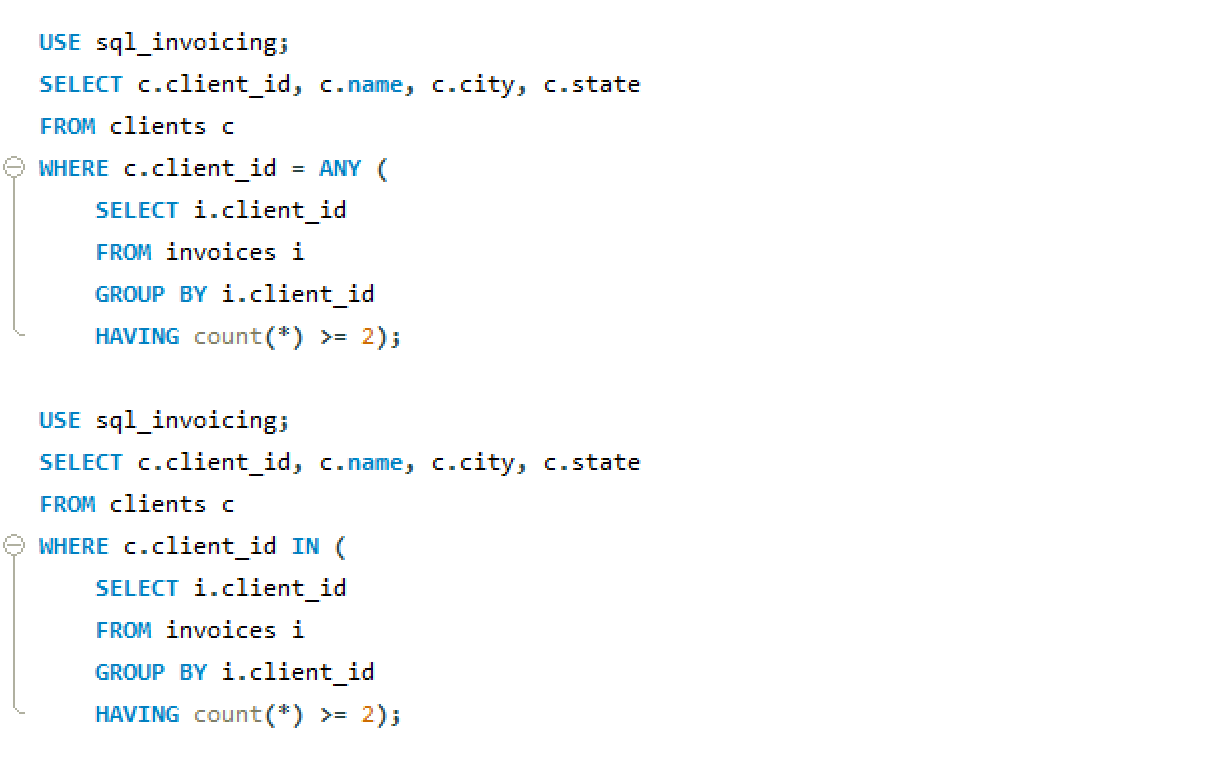 USE sql_invoicing;
SELECT c.client_id, c.name, c.city, c.state
FROM clients c
WHERE c.client_id = ANY (
    SELECT i.client_id
    FROM invoices i
    GROUP BY i.client_id
    HAVING count(*) >= 2);

USE sql_invoicing;
SELECT c.client_id, c.name, c.city, c.state
FROM clients c
WHERE c.client_id IN (
    SELECT i.client_id
    FROM invoices i
    GROUP BY i.client_id
    HAVING count(*) >= 2);